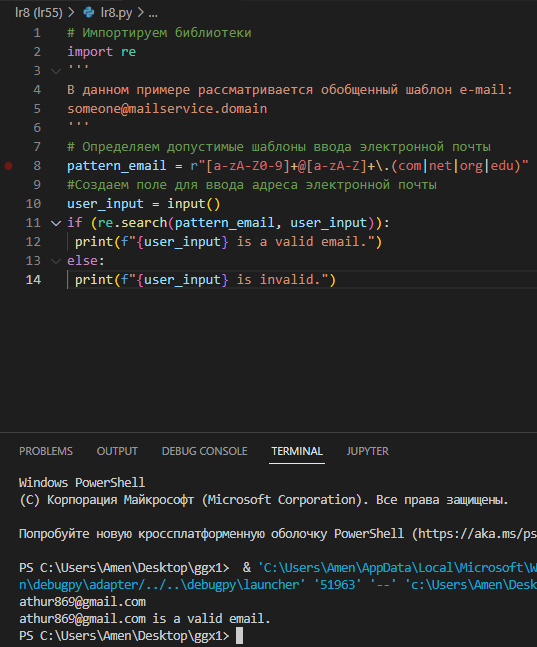 lr8 (lr55) > lr8.py > ...
1 # Импортируем библиотеки
2 import re
3 '''
4 В данном примере рассматривается обобщенный шаблон e-mail:
5 someone@mailservice.domain
6 '''
7 # Определяем допустимые шаблоны ввода электронной почты
8 pattern_email = r"[a-zA-Z0-9]+@[a-zA-Z]+\.(com|net|org|edu)"
9 #Создаем поле для ввода адреса электронной почты
10 user_input = input()
11 if (re.search(pattern_email, user_input)):
12 print(f"{user_input} is a valid email.")
13 else:
14 print(f"{user_input} is invalid.")
PROBLEMS OUTPUT DEBUG CONSOLE TERMINAL JUPYTER
Windows PowerShell
(C) Корпорация Майкрософт (Microsoft Corporation). Все права защищены.
Попробуйте новую кроссплатформенную оболочку PowerShell (https://aka.ms/ps
PS C:\Users\Amen\Desktop\ggx1> & 'C:\Users\Amen\AppData\Local\Microsoft\W
n\debugpy\adapter/../..\debugpy\launcher' '51963' '--' 'c:\Users\Amen\Desk
athur869@gmail.com
athur869@gmail.com is a valid email.
PS C:\Users\Amen\Desktop\ggx1>